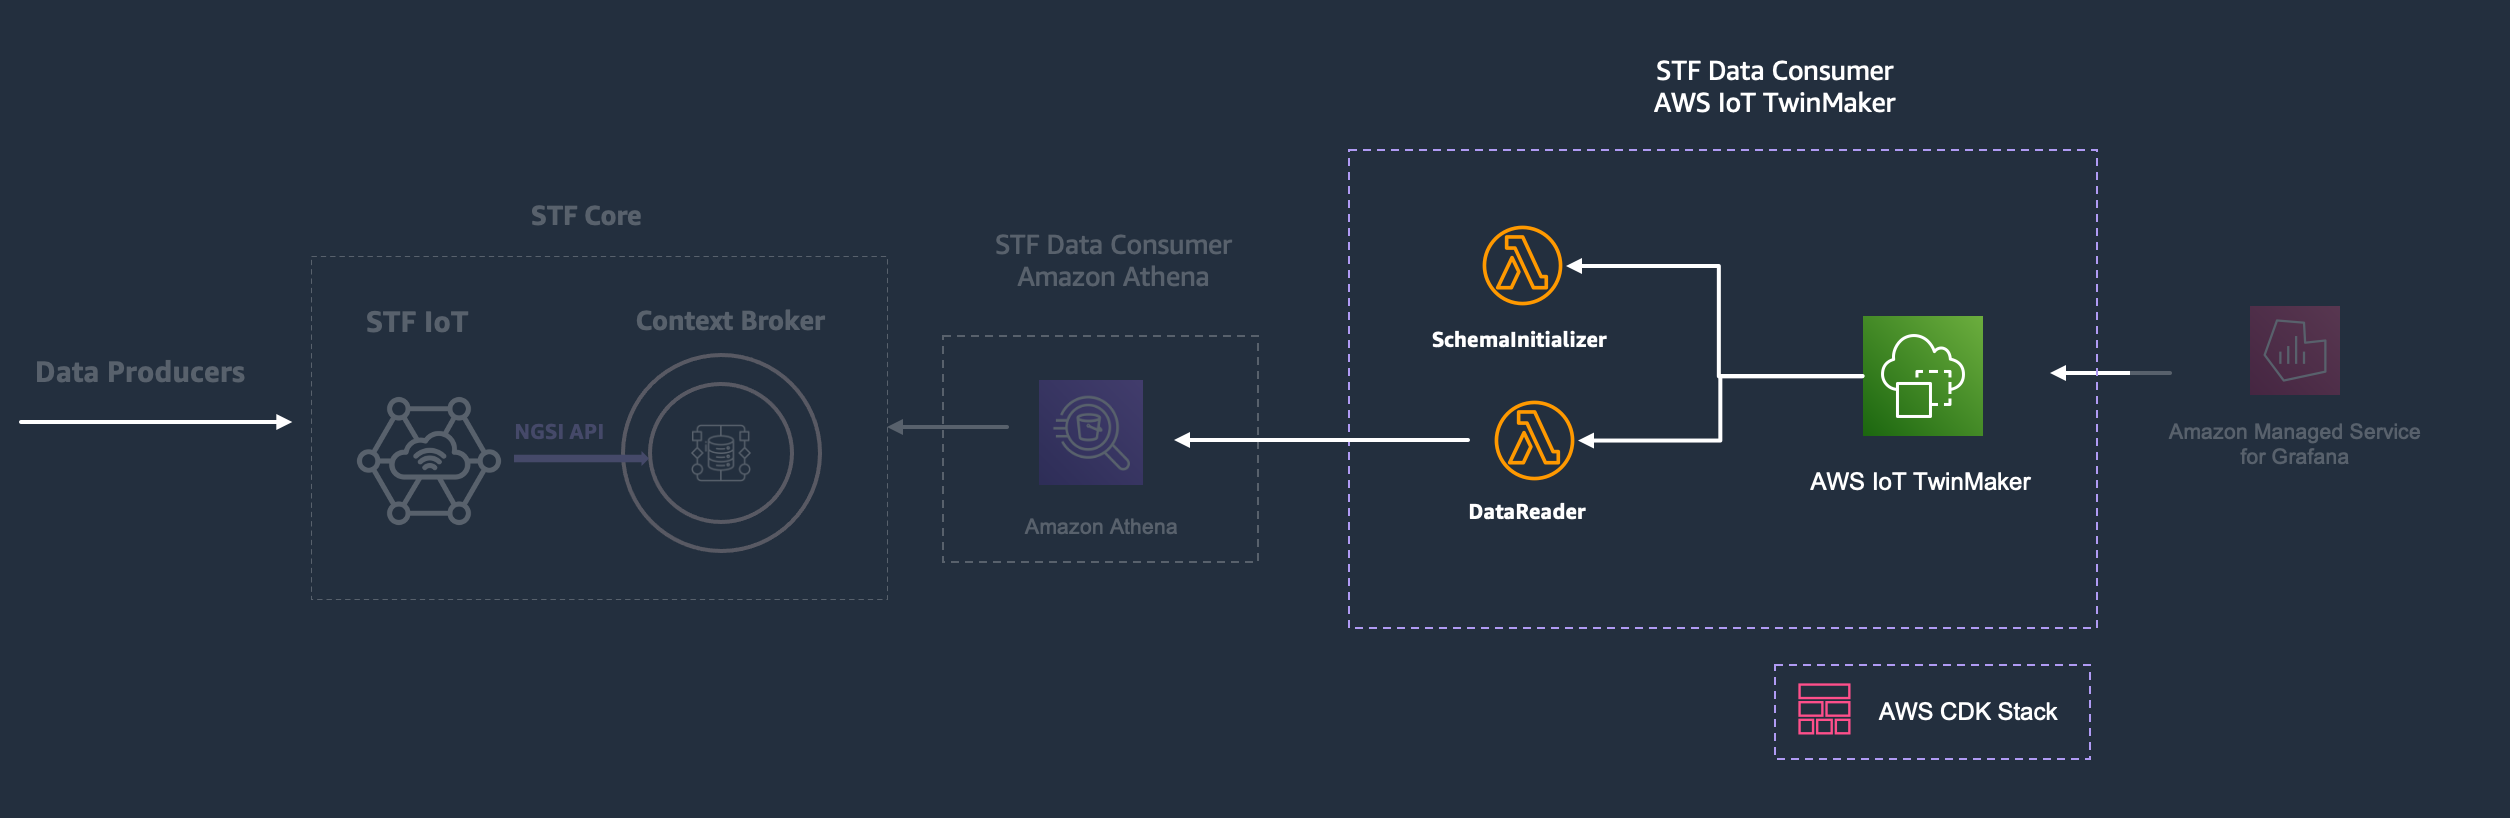 STF Data Consumer
AWS IoT TwinMaker
STF Core
STF Data Consumer
Amazon Athena
STF IoT
Context Broker
Data Producers
NGSI API
Amazon Athena
SchemaInitializer
DataReader
AWS IoT TwinMaker
Amazon Managed Service
for Grafana
AWS CDK Stack